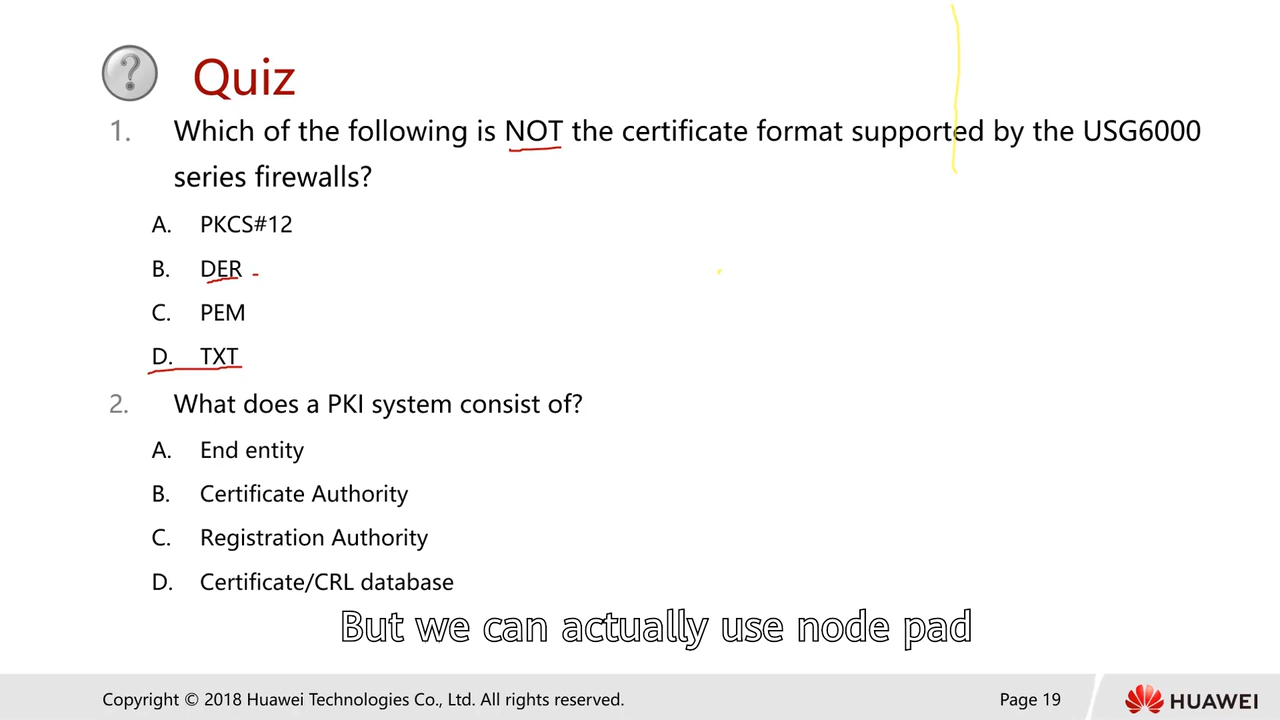 Quiz
1. Which of the following is NOT the certificate format supported by the USG6000
series firewalls?
A. PKCS#12
B. DER
C. PEM
D. TXT
2. What does a PKI system consist of?
A. End entity
B. Certificate Authority
C. Registration Authority
D. Certificate/CRL database
But we can actually use node pad
Copyright © 2018 Huawei Technologies Co., Ltd. All rights reserved.
Page 19
HUAWEI